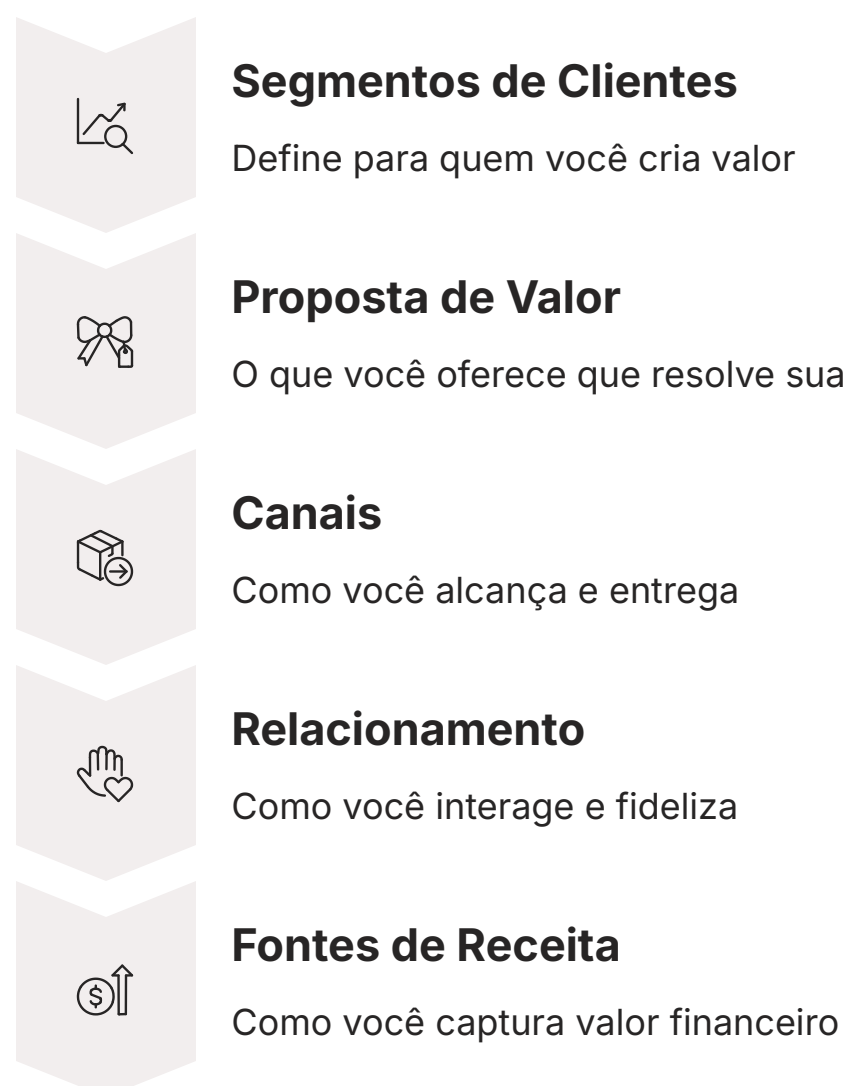 Segmentos de Clientes
Define para quem você cria valor
Proposta de Valor
O que você oferece que resolve sua
Canais
Como você alcança e entrega
Relacionamento
Como você interage e fideliza
Fontes de Receita
Como você captura valor financeiro